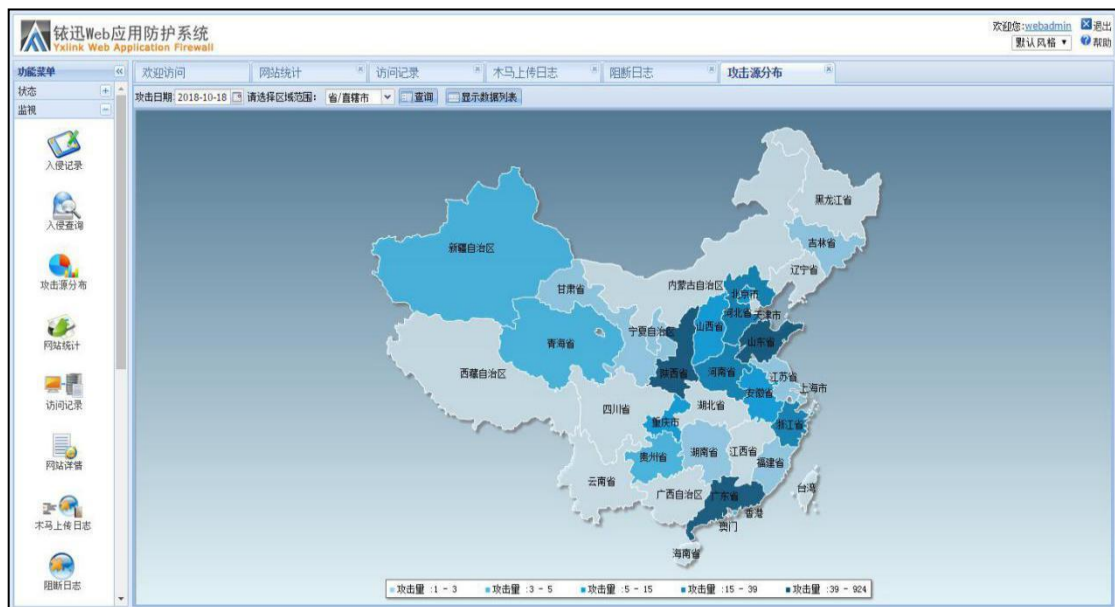 铱迅Web应用防护系统
Yxlink Web Application Firewall
欢迎您:webadmin 退出
默认风格 帮助
功能菜单
状态
监视
入侵记录
入侵查询
攻击源分布
网站统计
访问记录
网站详情
木马上传日志
阻断日志
欢迎访问 网站统计 访问记录 木马上传日志 阻断日志 攻击源分布
攻击日期 2018-10-18 请选择区域范围: 省/直辖市 查询 显示数据列表
黑龙江省
吉林省
辽宁省
新疆自治区
内蒙古自治区
甘肃省
北京市
河北省
天津市
宁夏自治区
山西省
山东省
青海省
西藏自治区
陕西省
河南省
江苏省
上海市
安徽省
四川省
湖北省
重庆市
浙江省
贵州省
湖南省
江西省
福建省
云南省
广西自治区
广东省
台湾
香港
澳门
海南省
攻击量 :1 - 3 攻击量 :3 - 5 攻击量 :5 - 15 攻击量 :15 - 39 攻击量 :39 - 924